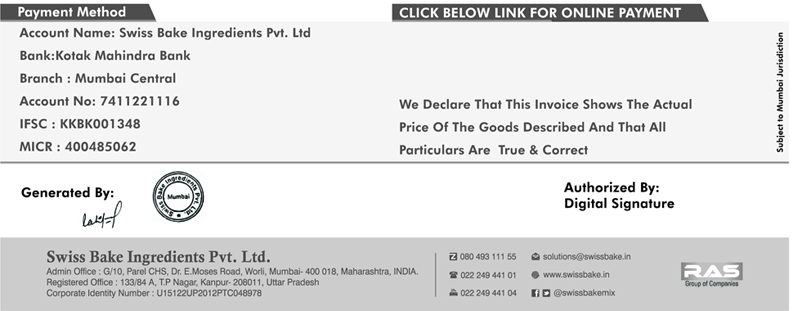 Payment Method
Account Name: Swiss Bake Ingredients Pvt. Ltd
Bank:Kotak Mahindra Bank
Branch : Mumbai Central
Account No: 7411221116
IFSC : KKBK001348
MICR : 400485062
CLICK BELOW LINK FOR ONLINE PAYMENT
We Declare That This Invoice Shows The Actual
Price Of The Goods Described And That All
Particulars Are True & Correct
Subject to Mumbai Jurisdiction
Generated By:
Swiss Bake Ingredients Pvt. Ltd
Mumbai
Authorized By:
Digital Signature
Swiss Bake Ingredients Pvt. Ltd.
Admin Office : G/10, Parel CHS, Dr. E.Moses Road, Worli, Mumbai- 400 018, Maharashtra, INDIA.
Registered Office : 133/84 A, T.P Nagar, Kanpur- 208011, Uttar Pradesh
Corporate Identity Number : U15122UP2012PTC048978
080 493 111 55
022 249 441 01
022 249 441 04
solutions@swissbake.in
www.swissbake.in
@swissbakemix
RAS
Group of Companies